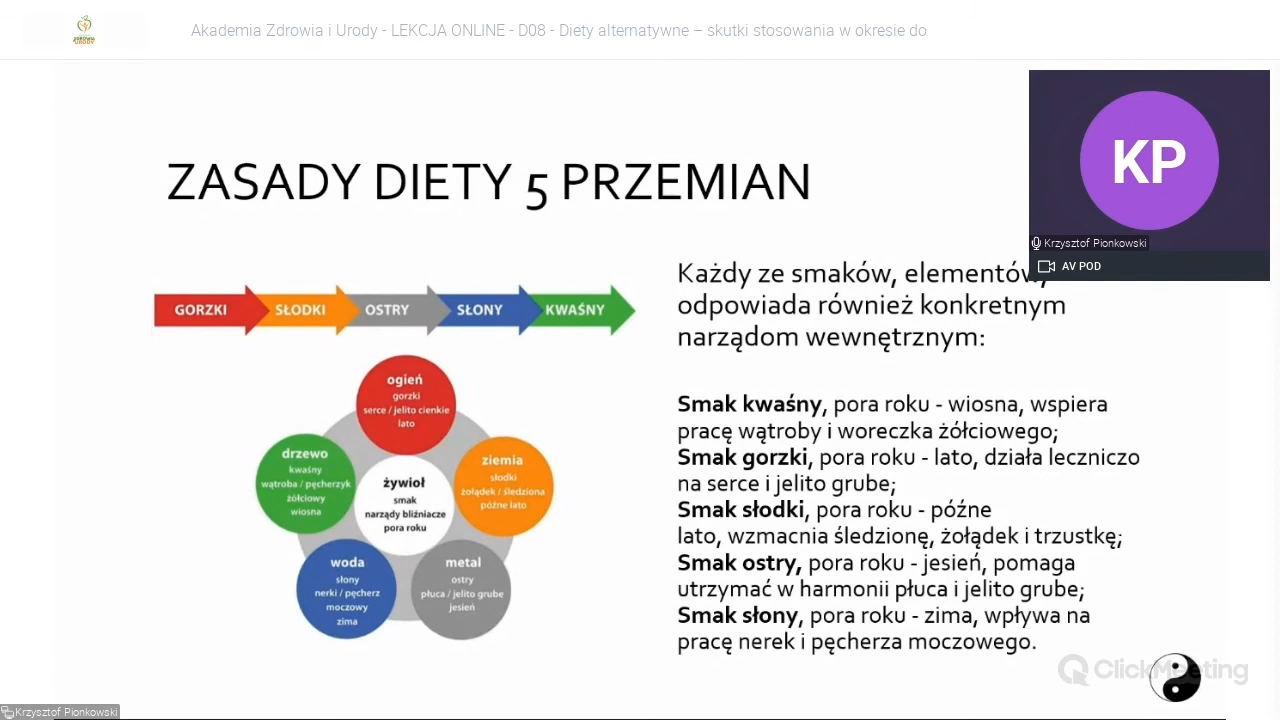 Akademia Zdrowia i Urody - LEKCJA ONLINE - D08 - Diety alternatywne – skutki stosowania w okresie do
KP
Krzysztof Pionkowski
AV POD
ZASADY DIETY 5 PRZEMIAN
GORZKI
SŁODKI
OSTRY
SŁONY
KWAŚNY
ogień
gorzki
serce / jelito cienkie
lato
drzewo
kwaśny
wątroba / pęcherzyk
żółciowy
wiosna
żywioł
smak
narządy bliźniacze
pora roku
ziemia
słodki
żołądek / śledziona
późne lato
woda
słony
nerki / pęcherz
moczowy
zima
metal
ostry
płuca / jelito grube
jesień
Każdy ze smaków, elementów
odpowiada również konkretnym
narządom wewnętrznym:
Smak kwaśny, pora roku - wiosna, wspiera
pracę wątroby i woreczka żółciowego;
Smak gorzki, pora roku - lato, działa leczniczo
na serce i jelito grube;
Smak słodki, pora roku - późne
lato, wzmacnia śledzionę, żołądek i trzustkę;
Smak ostry, pora roku - jesień, pomaga
utrzymać w harmonii płuca i jelito grube;
Smak słony, pora roku - zima, wpływa na
pracę nerek i pęcherza moczowego.
ClickMeeting
Krzysztof Pionkowski